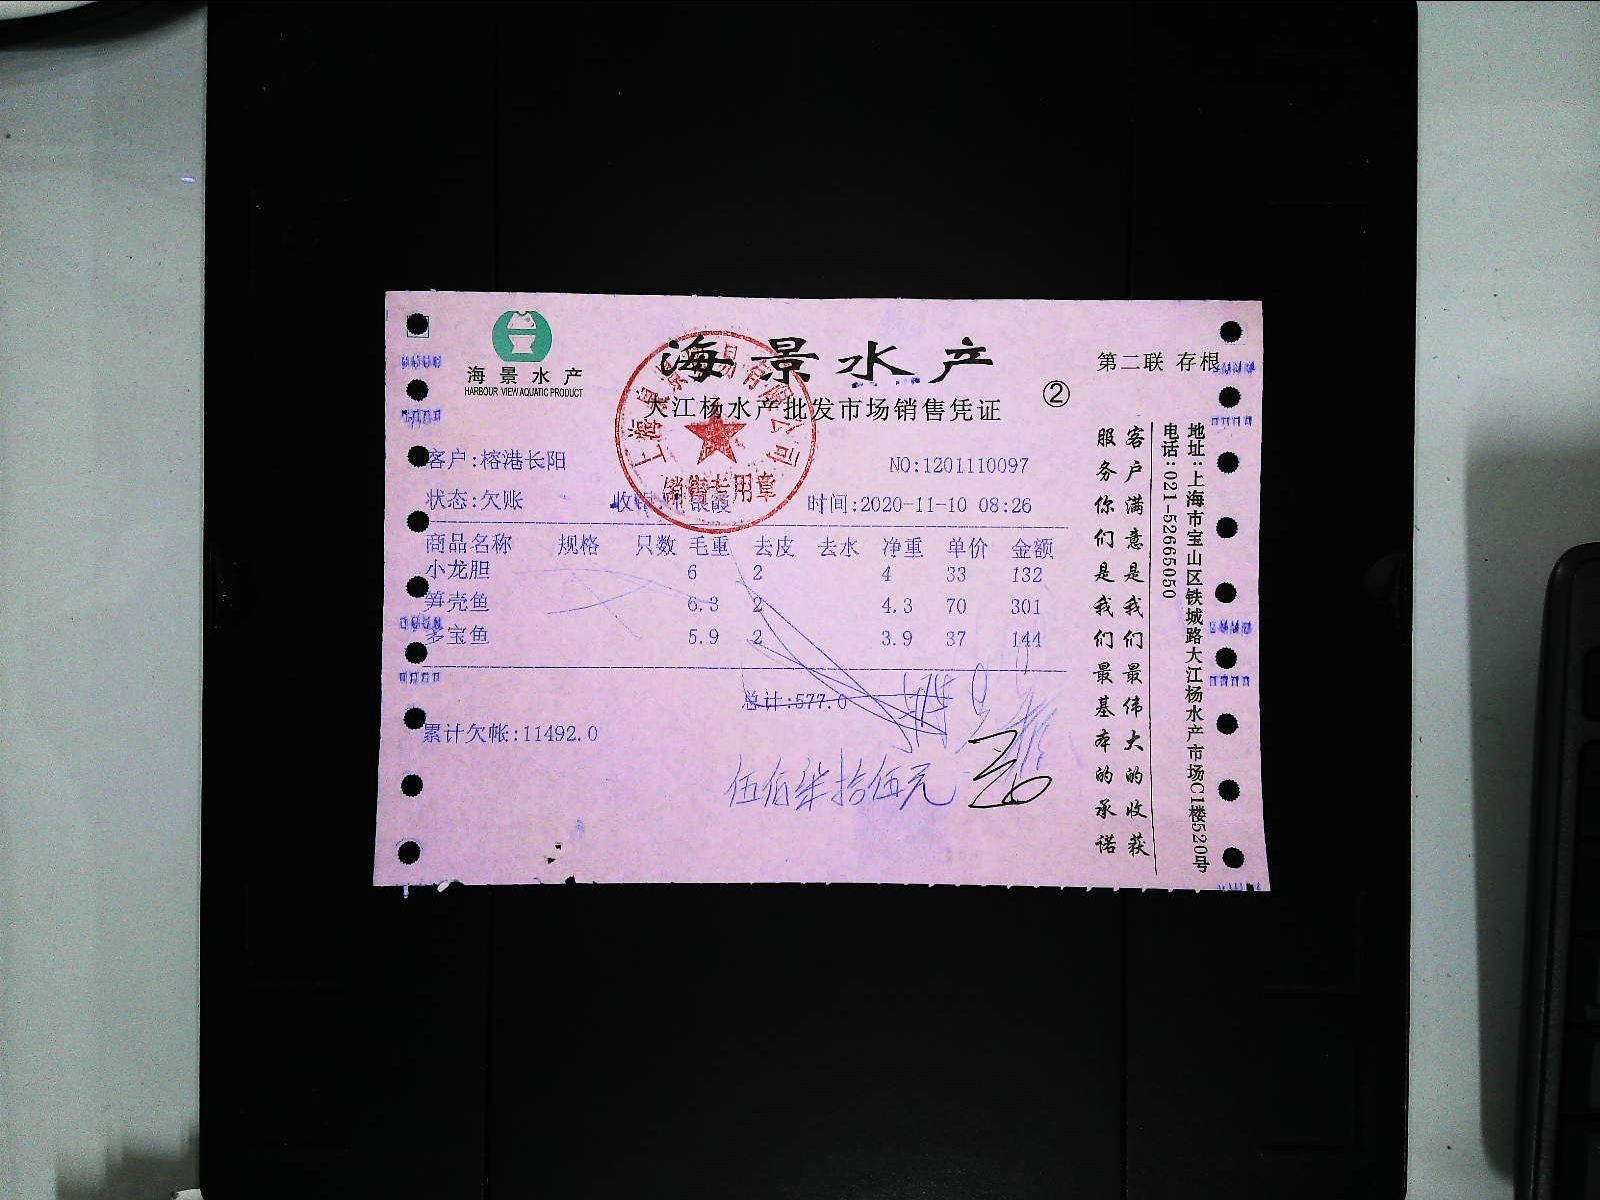 海景水产
HARBOUR VIEW AQUATIC PRODUCT
海景水产
大江杨水产批发市场销售凭证
②
第二联 存根
客户:榕港长阳
NO:1201110097
状态:欠账
时间:2020-11-10 08:26
销售专用章
商品名称 规格 只数 毛重 去皮 去水 净重 单价 金额
小龙胆 6 2 4 33 132
笋壳鱼 6.3 2 4.3 70 301
多宝鱼 5.9 2 3.9 37 144
总计:577.0
累计欠帐:11492.0
伍佰柒拾伍元
客户满意是我们最伟大的收获
服务你们是我们最基本的承诺
地址:上海市宝山区铁城路大江杨水产市场C1楼520号
电话:021-52665050